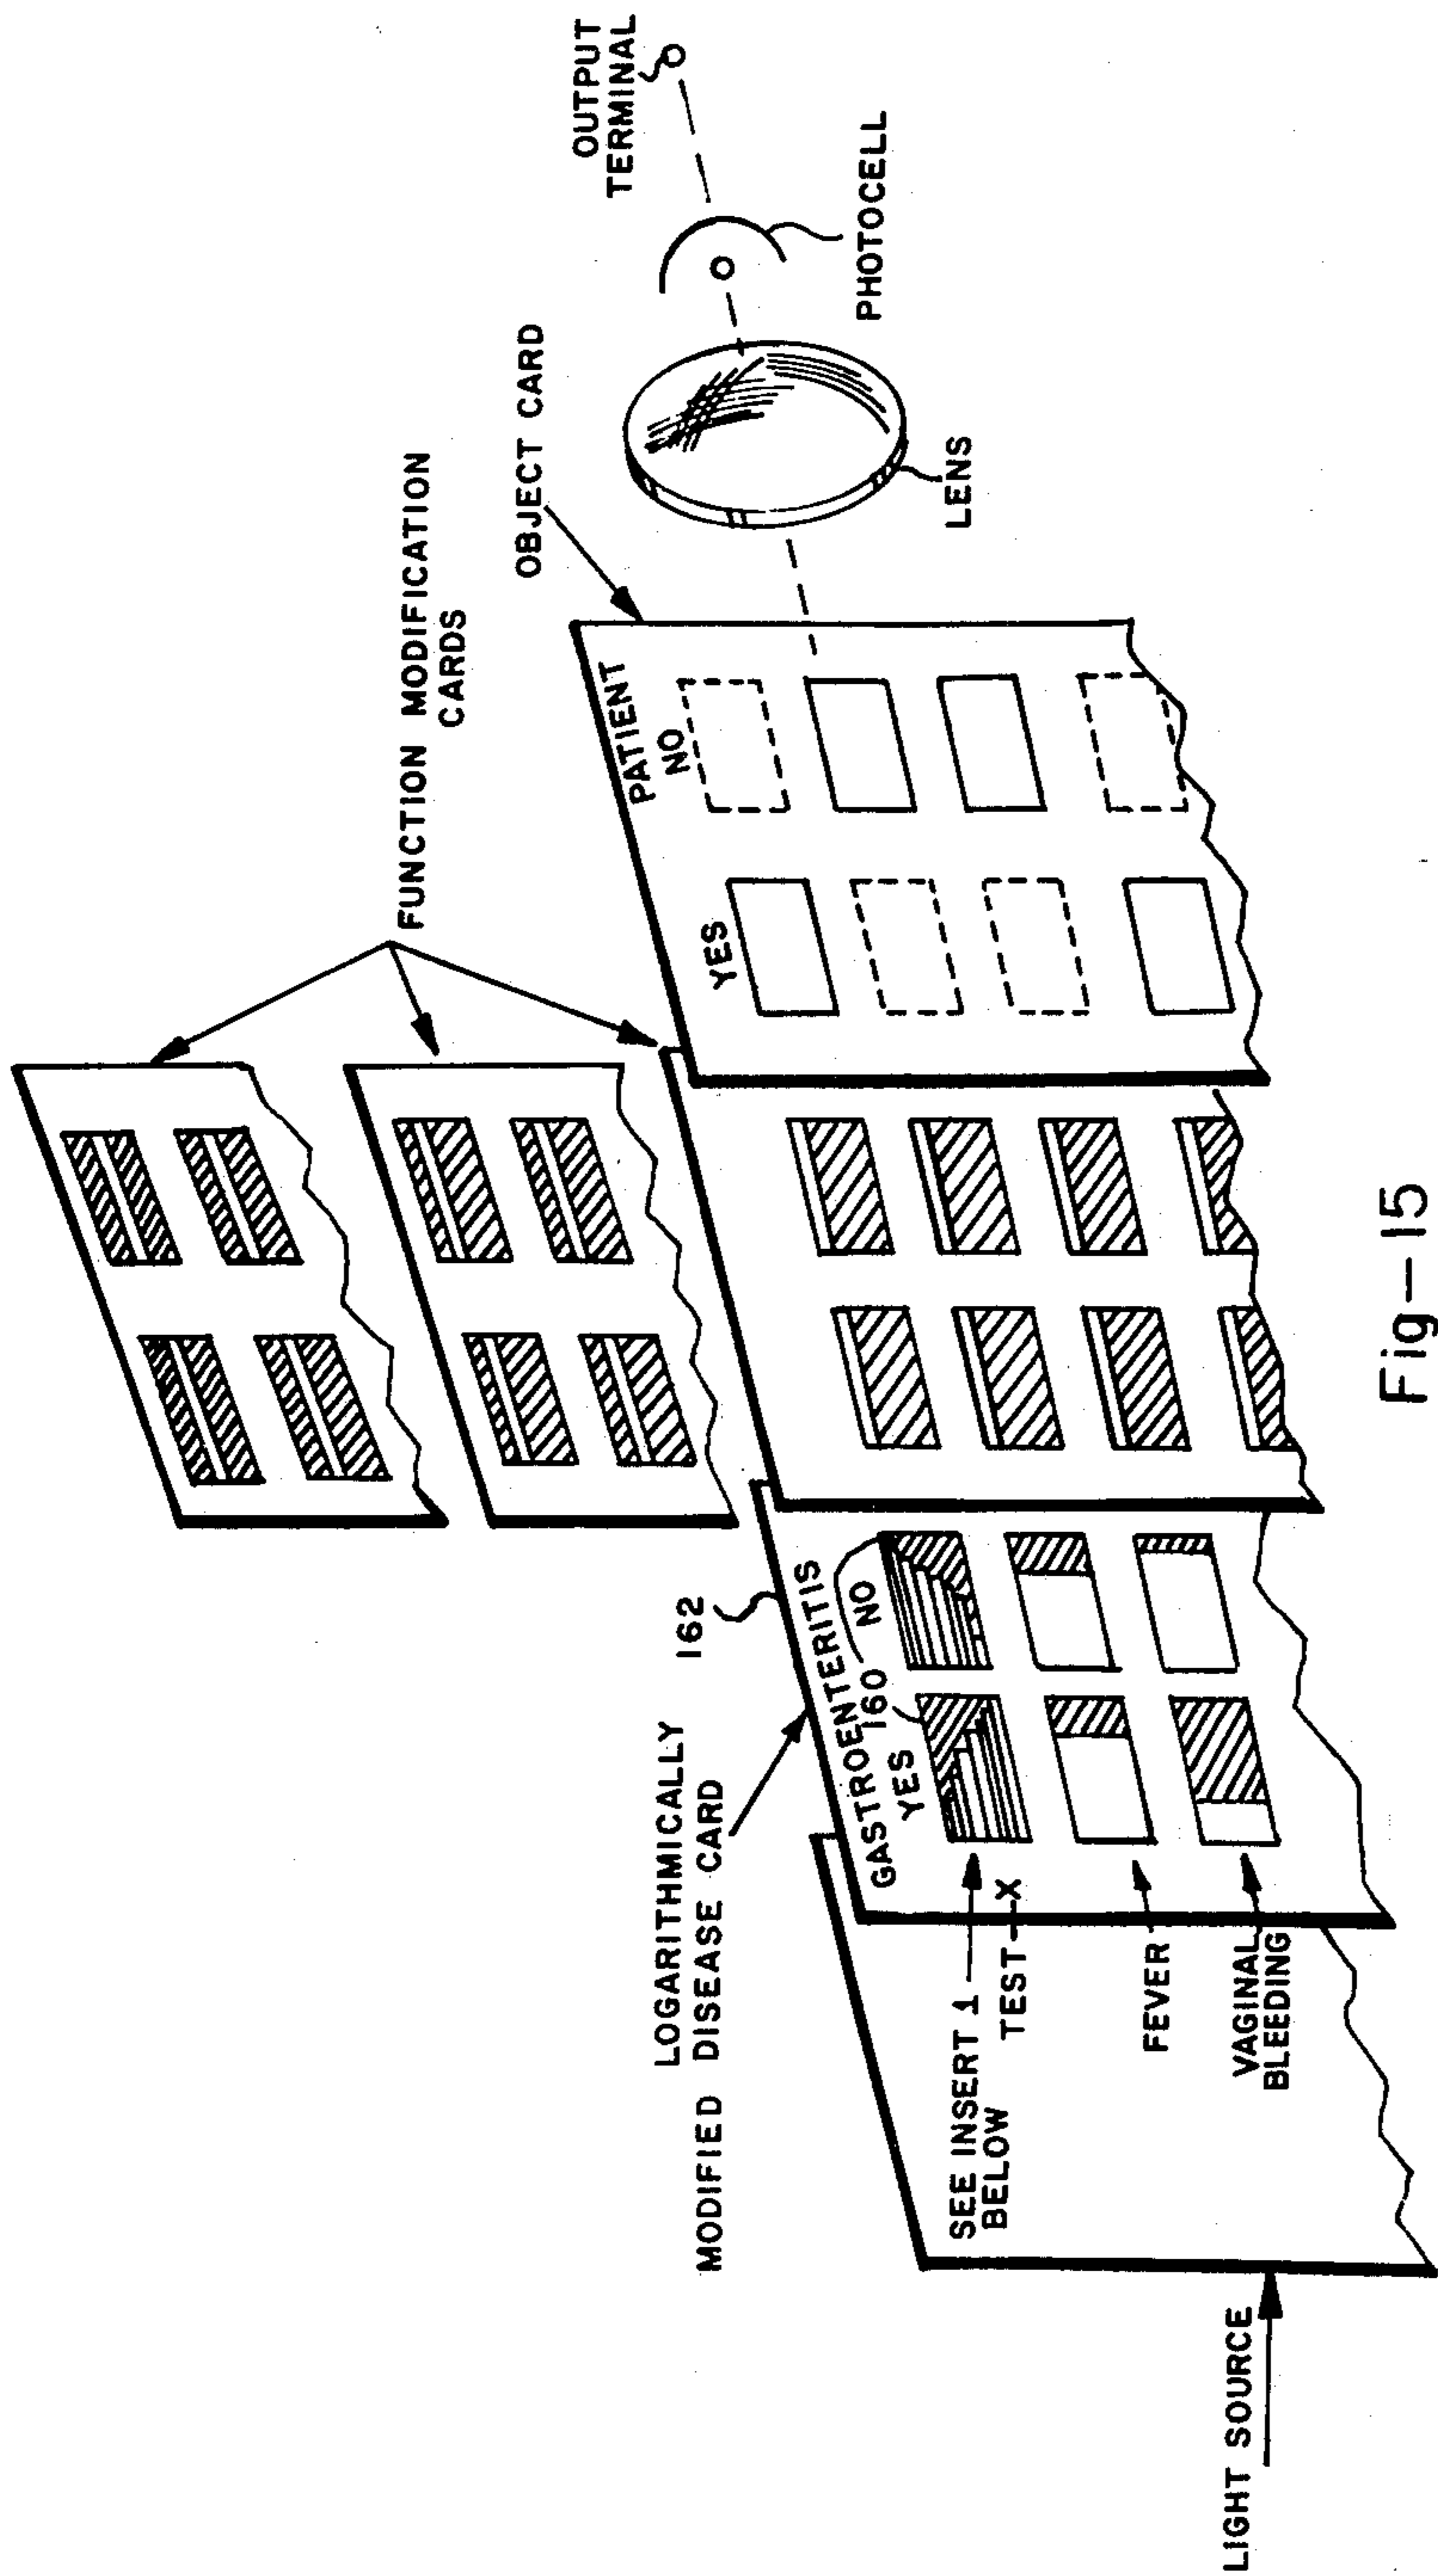 OUTPUT
TERMINAL
PHOTOCELL
OBJECT CARD
LENS
FUNCTION MODIFICATION
CARDS
PATIENT
YES
NO
LOGARITHMICALLY
MODIFIED DISEASE CARD
162
GASTROENTERITIS
160
YES
NO
SEE INSERT 1
BELOW
TEST-X
FEVER
VAGINAL
BLEEDING
LIGHT SOURCE
Fig-15